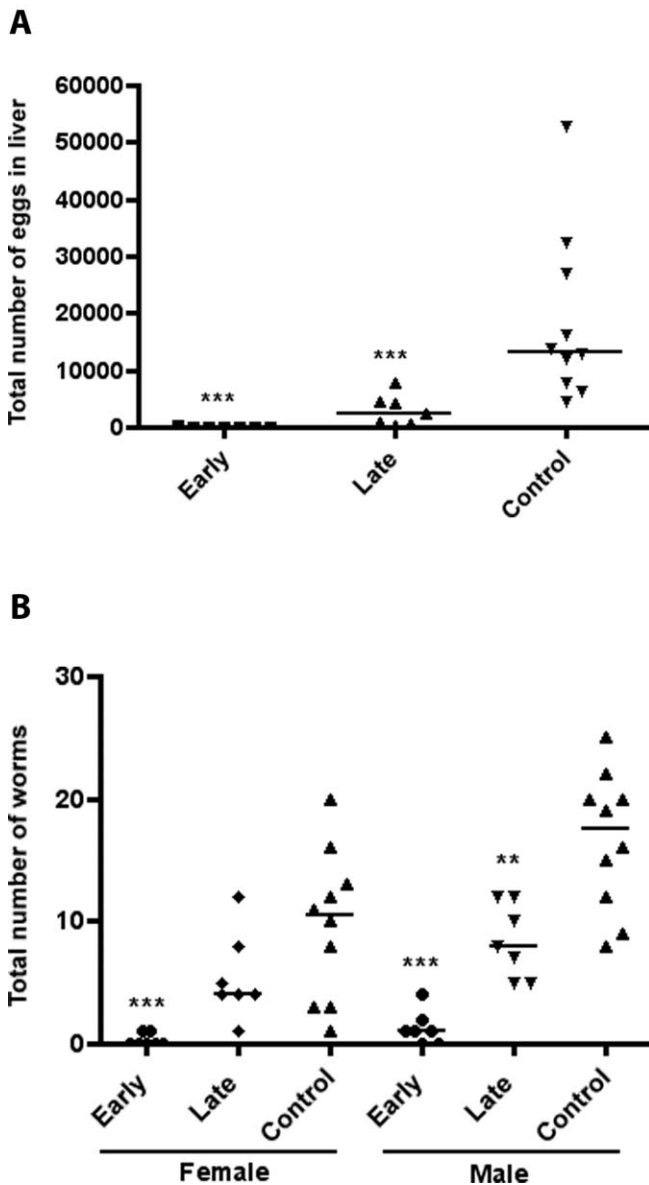 A
Total number of eggs in liver
60000
50000
40000
30000
20000
10000
0
***
***
Early
Late
Control
B
Total number of worms
30
20
10
0
***
***
**
Early
Late
Control
Early
Late
Control
Female
Male